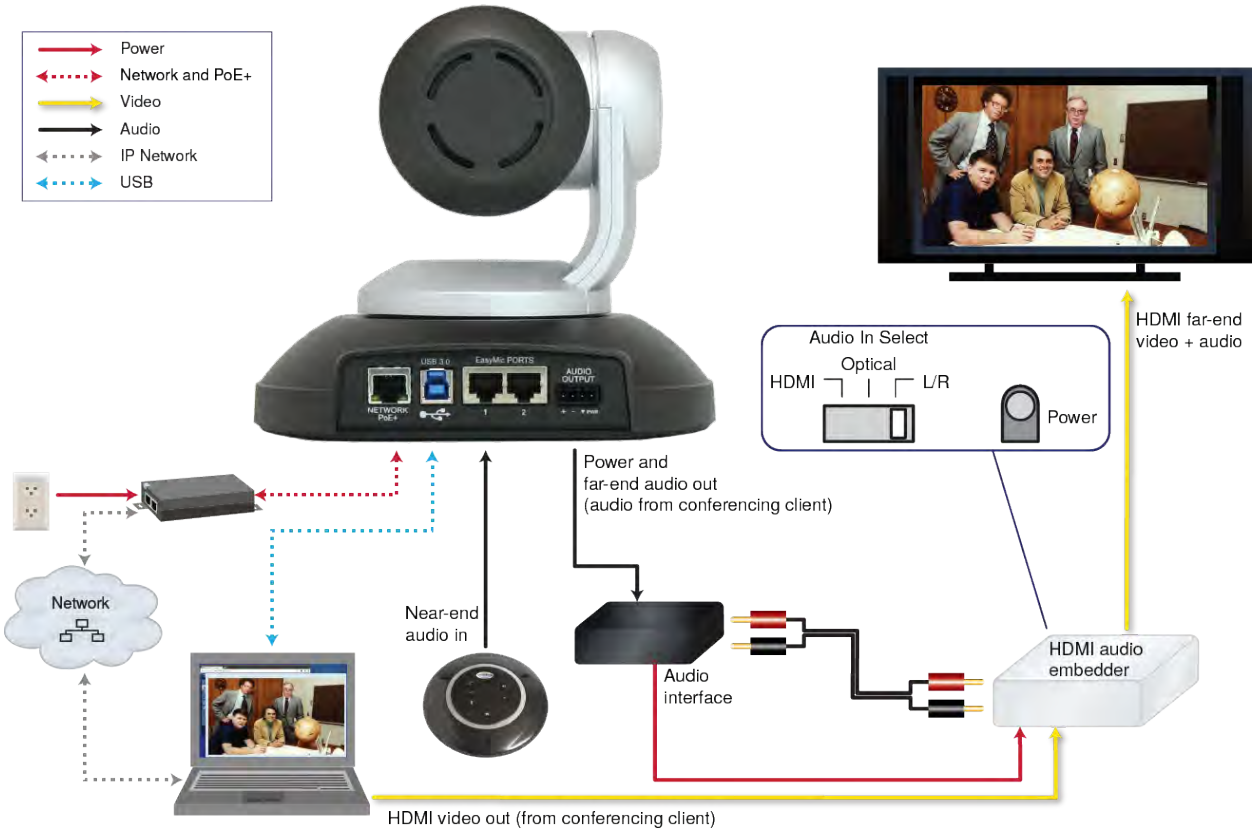 Power
Network and PoE+
Video
Audio
IP Network
USB
USB 3.0
EasyMic PORTS
AUDIO
OUTPUT
NETWORK
PoE+
1
2
HDMI far-end
video + audio
Audio In Select
Optical
HDMI
L/R
Power
Power and
far-end audio out
(audio from conferencing client)
Network
Near-end
audio in
Audio
interface
HDMI audio
embedder
HDMI video out (from conferencing client)